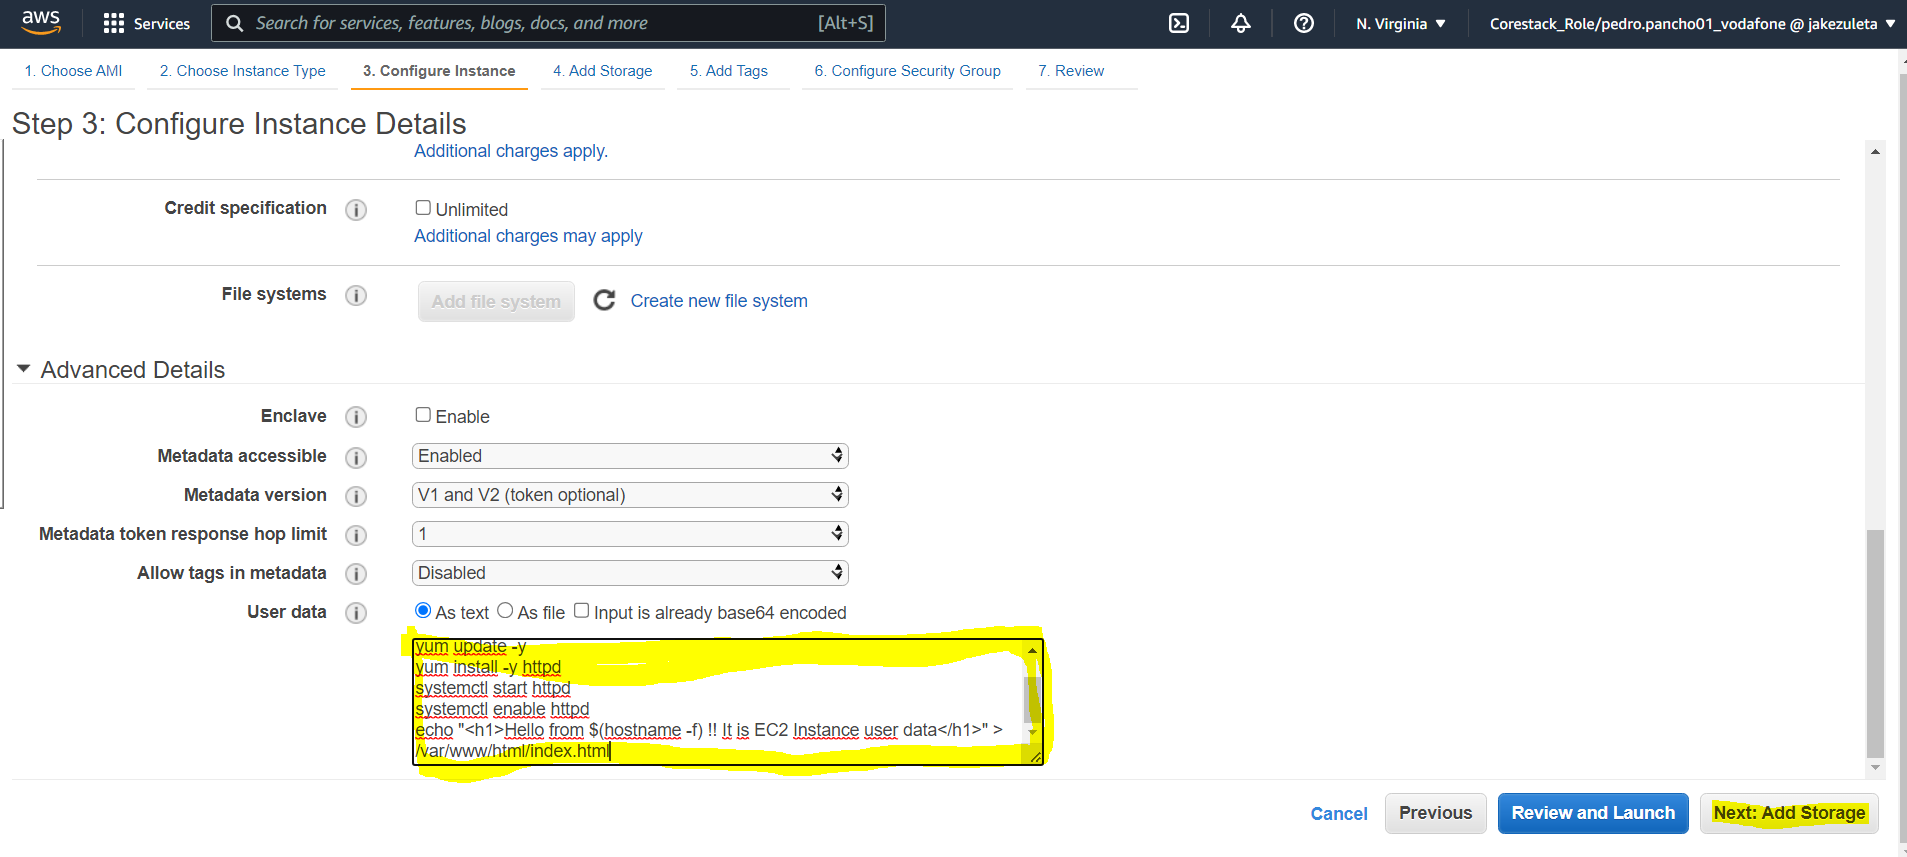 aws
Services
Search for services, features, blogs, docs, and more [Alt+S]
N. Virginia
Corestack_Role/pedro.pancho01_vodafone @ jakezuleta
1. Choose AMI
2. Choose Instance Type
3. Configure Instance
4. Add Storage
5. Add Tags
6. Configure Security Group
7. Review
Step 3: Configure Instance Details
Additional charges apply.
Credit specification
Unlimited
Additional charges may apply
File systems
Add file system
Create new file system
Advanced Details
Enclave
Enable
Metadata accessible
Enabled
Metadata version
V1 and V2 (token optional)
Metadata token response hop limit
1
Allow tags in metadata
Disabled
User data
As text
As file
Input is already base64 encoded
yum update -y
yum install -y httpd
systemctl start httpd
systemctl enable httpd
echo "<h1>Hello from $(hostname -f) !! It is EC2 Instance user data</h1>" >
/var/www/html/index.html
Cancel
Previous
Review and Launch
Next: Add Storage